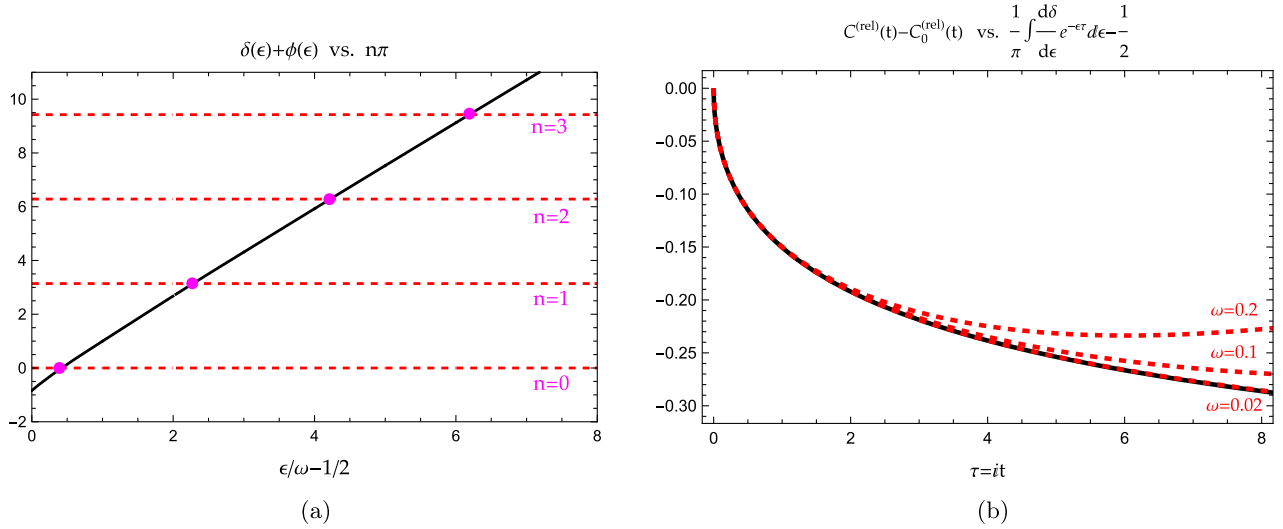 δ(ϵ)+ϕ(ϵ) vs. nπ
10
8
6
4
2
0
−2
n=3
n=2
n=1
n=0
0 2 4 6 8
ϵ/ω−1/2
(a)
C^(rel)(t)−C_0^(rel)(t) vs. 1/π ∫ dδ/dϵ e^−ϵτ dϵ−1/2
0.00
−0.05
−0.10
−0.15
−0.20
−0.25
−0.30
ω=0.2
ω=0.1
ω=0.02
0 2 4 6 8
τ=it
(b)